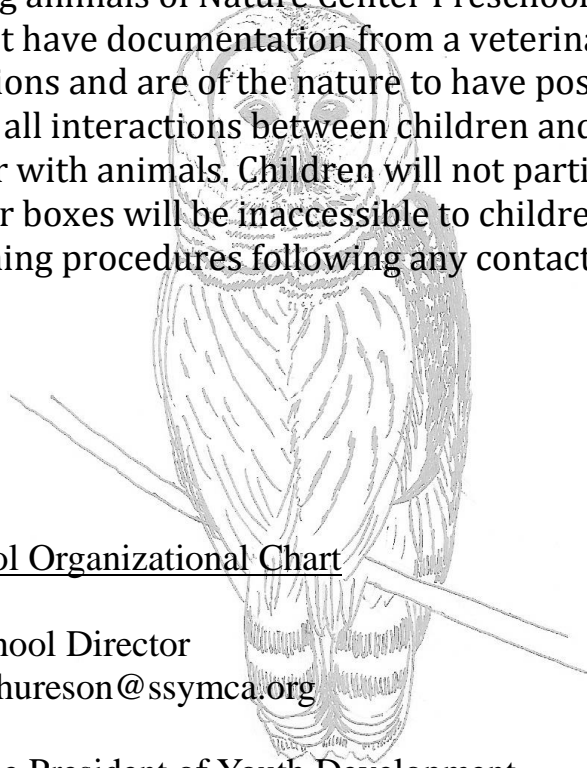 g animals of Nature Center Preschool
t have documentation from a veterina
ions and are of the nature to have pos
all interactions between children and
r with animals. Children will not parti
r boxes will be inaccessible to childre
ning procedures following any contact
ol Organizational Chart
hool Director
hureson@ssymca.org
e President of Youth Development